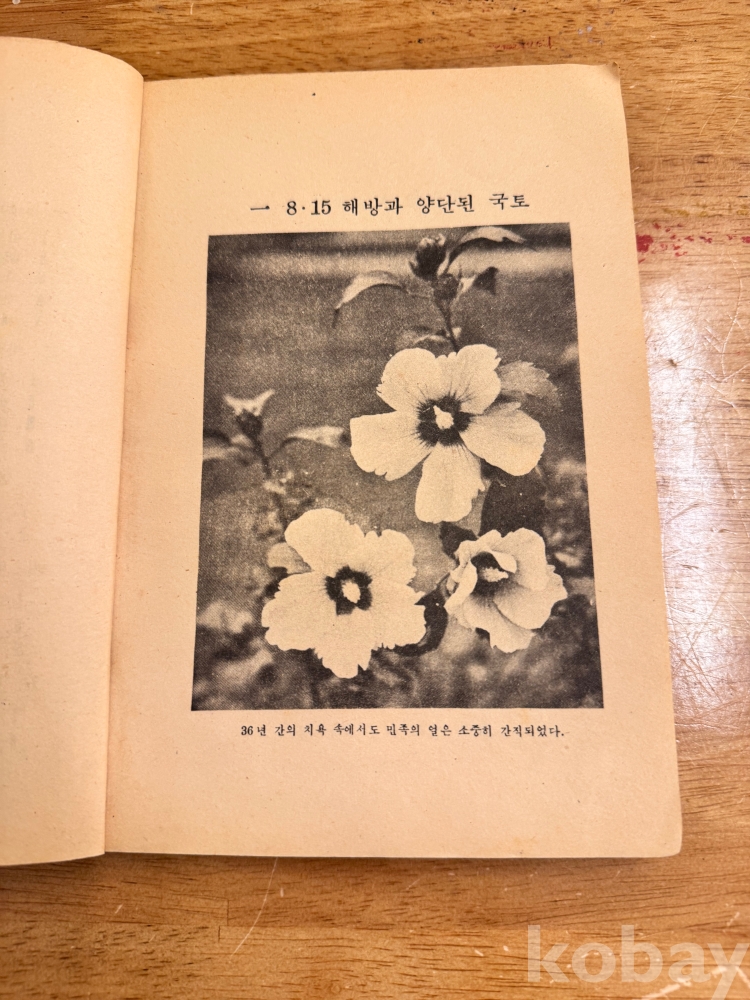 一 8·15 해방과 양단된 국토
36년 간의 치욕 속에서도 민족의 얼은 소중히 간직되었다.
kobay